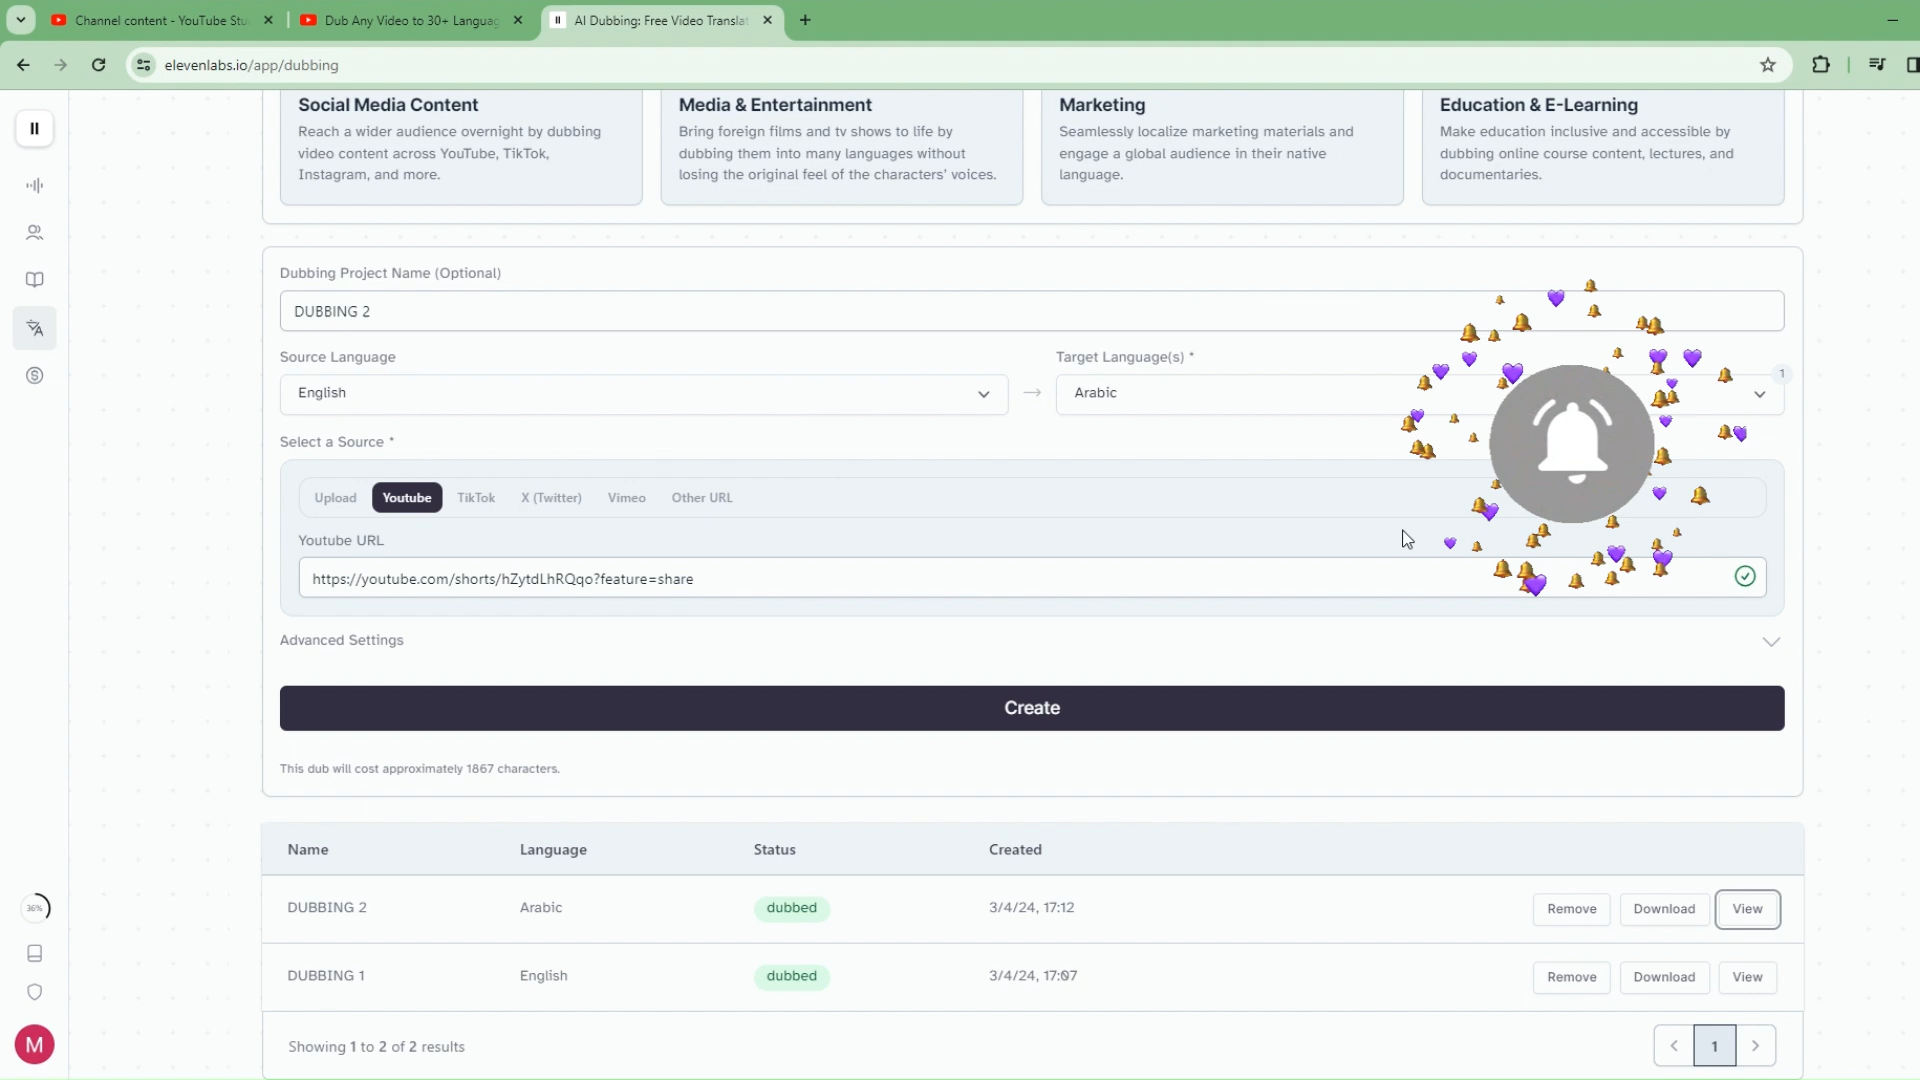 Channel content - YouTube Stu
Dub Any Video to 30+ Languag
AI Dubbing: Free Video Translat
elevenlabs.io/app/dubbing
Social Media Content
Reach a wider audience overnight by dubbing
video content across YouTube, TikTok,
Instagram, and more.
Media & Entertainment
Bring foreign films and tv shows to life by
dubbing them into many languages without
losing the original feel of the characters’ voices.
Marketing
Seamlessly localize marketing materials and
engage a global audience in their native
language.
Education & E-Learning
Make education inclusive and accessible by
dubbing online course content, lectures, and
documentaries.
Dubbing Project Name (Optional)
DUBBING 2
Source Language
Target Language(s) *
English
Arabic
1
Select a Source *
Upload Youtube TikTok X (Twitter) Vimeo Other URL
Youtube URL
https://youtube.com/shorts/hZytdLhRQqo?feature=share
Advanced Settings
Create
This dub will cost approximately 1867 characters.
Name Language Status Created
DUBBING 2 Arabic dubbed 3/4/24, 17:12 Remove Download View
DUBBING 1 English dubbed 3/4/24, 17:07 Remove Download View
Showing 1 to 2 of 2 results
1
36%
M